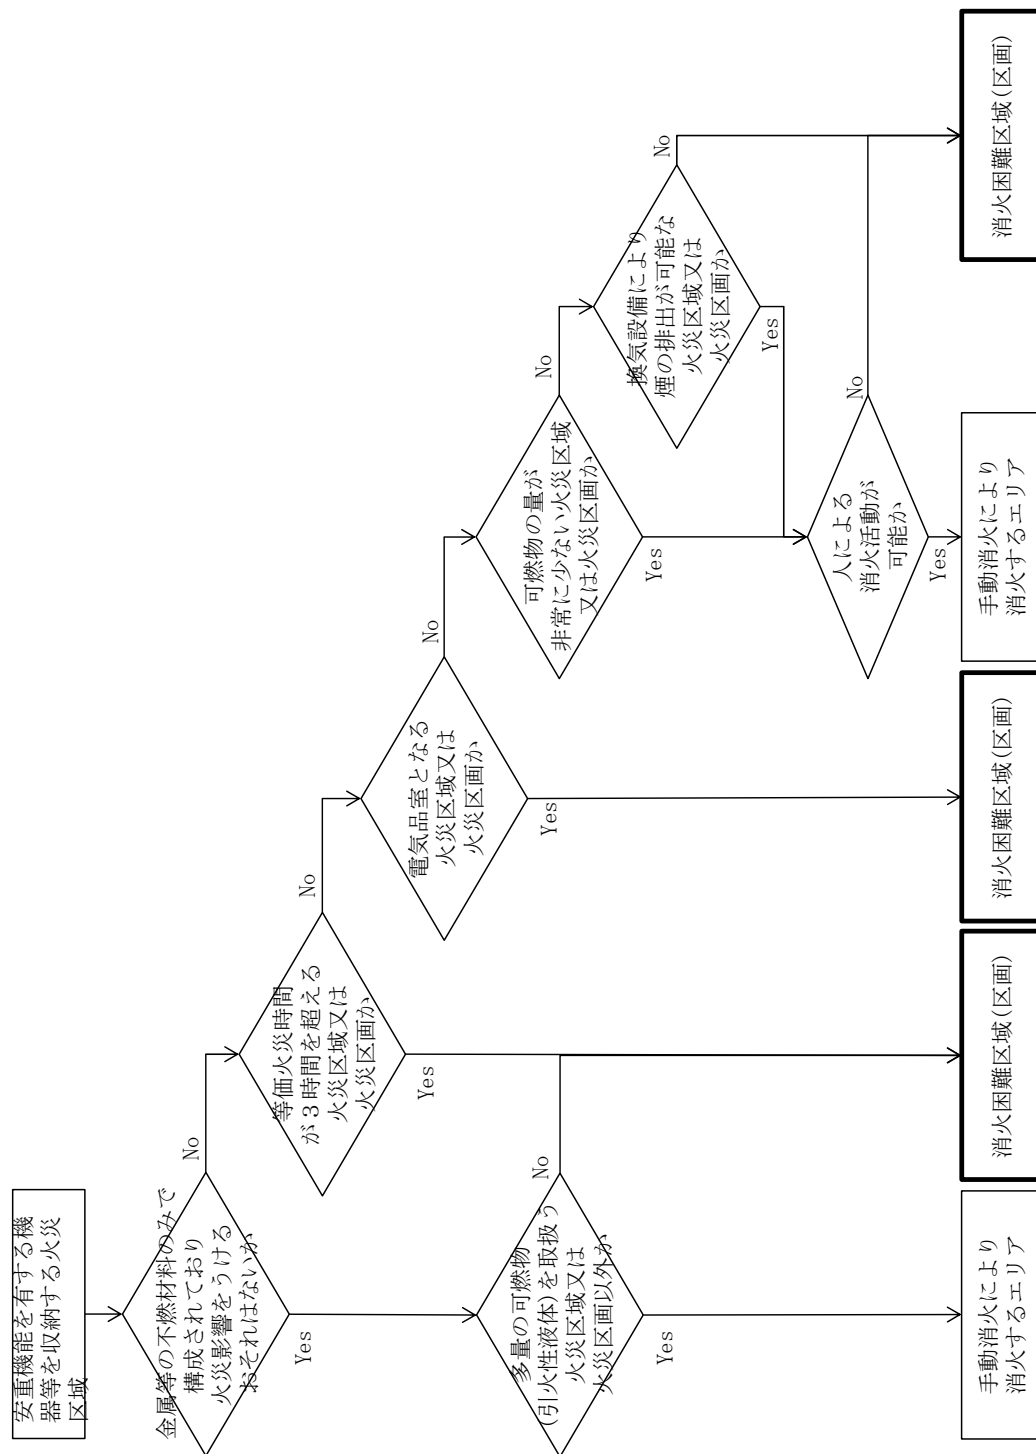 安重機能を有する機
器等を収納する火災
区域
金属等の不燃材料のみで
構成されており
火災影響をうける
おそれはないか
No
Yes
等価火災時間
が3時間を超える
火災区域又は
火災区画か
No
Yes
電気品室となる
火災区域又は
火災区画か
No
Yes
可燃物の量が
非常に少ない火災区域
又は火災区画か
No
Yes
換気設備により
煙の排出が可能な
火災区域又は
火災区画か
No
Yes
多量の可燃物
(引火性液体)を取扱う
火災区域又は
火災区画以外か
No
Yes
人による
消火活動が
可能か
No
Yes
手動消火により
消火するエリア
消火困難区域(区画)
消火困難区域(区画)
手動消火により
消火するエリア
消火困難区域(区画)